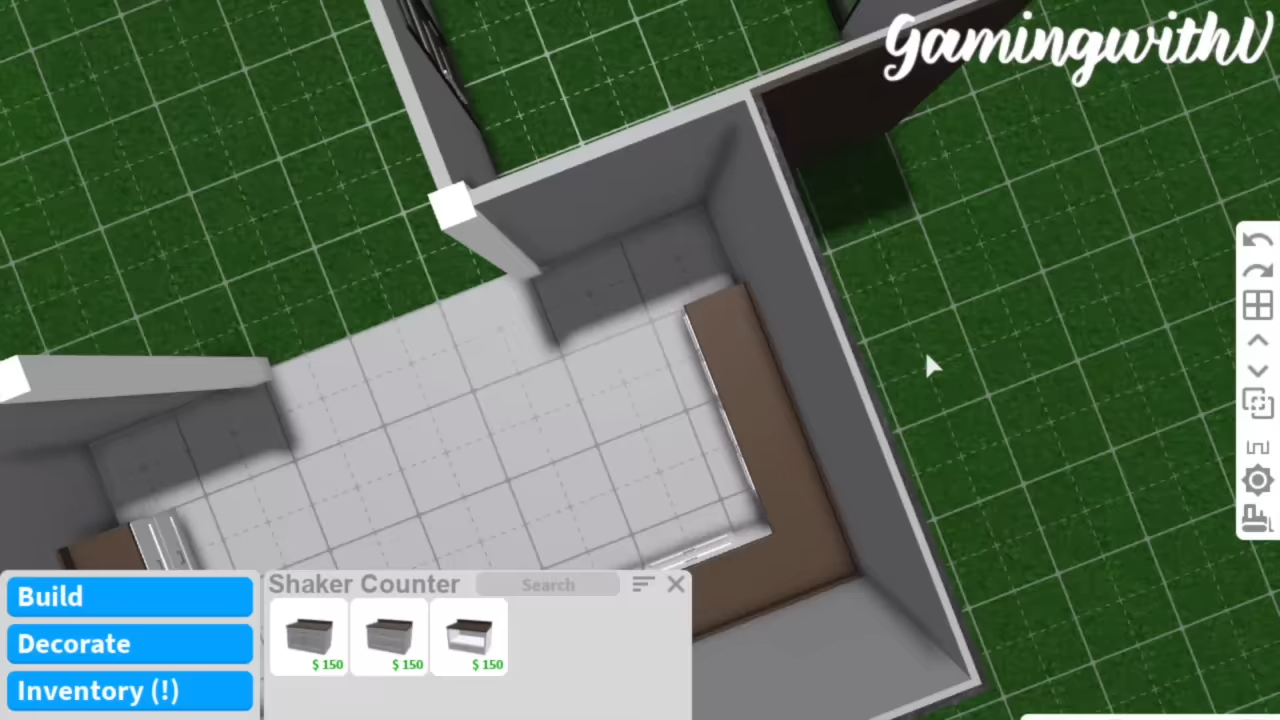 GamingwithV
Build
Decorate
Inventory (!)
Shaker Counter
Search
$150
$150
$150